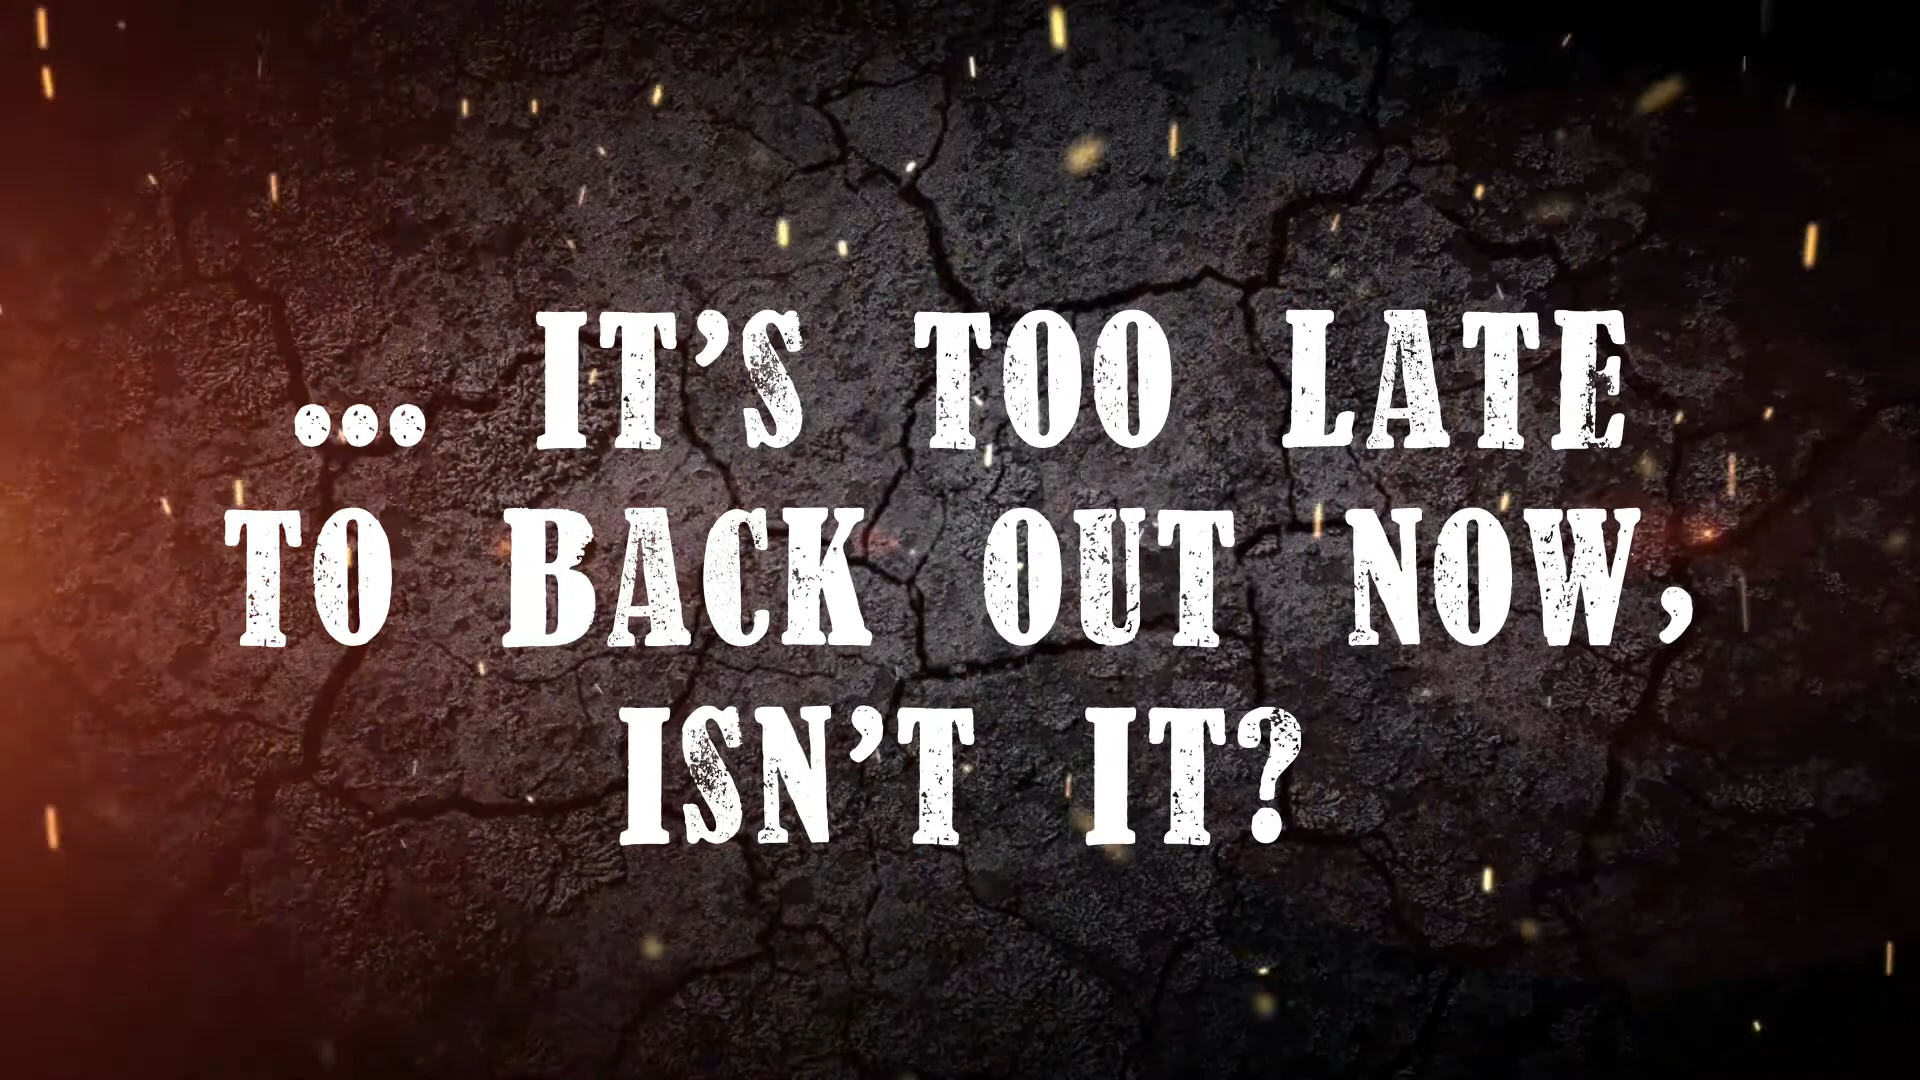 ... IT’S TOO LATE
TO BACK OUT NOW,
ISN’T IT?